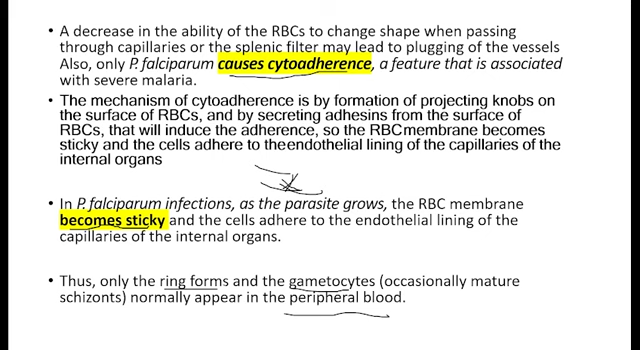 • A decrease in the ability of the RBCs to change shape when passing
through capillaries or the splenic filter may lead to plugging of the vessels
Also, only P. falciparum causes cytoadherence, a feature that is associated
with severe malaria.
• The mechanism of cytoadherence is by formation of projecting knobs on
the surface of RBCs, and by secreting adhesins from the surface of
RBCs, that will induce the adherence, so the RBC membrane becomes
sticky and the cells adhere to the endothelial lining of the capillaries of the
internal organs
• In P. falciparum infections, as the parasite grows, the RBC membrane
becomes sticky and the cells adhere to the endothelial lining of the
capillaries of the internal organs.
• Thus, only the ring forms and the gametocytes (occasionally mature
schizonts) normally appear in the peripheral blood.